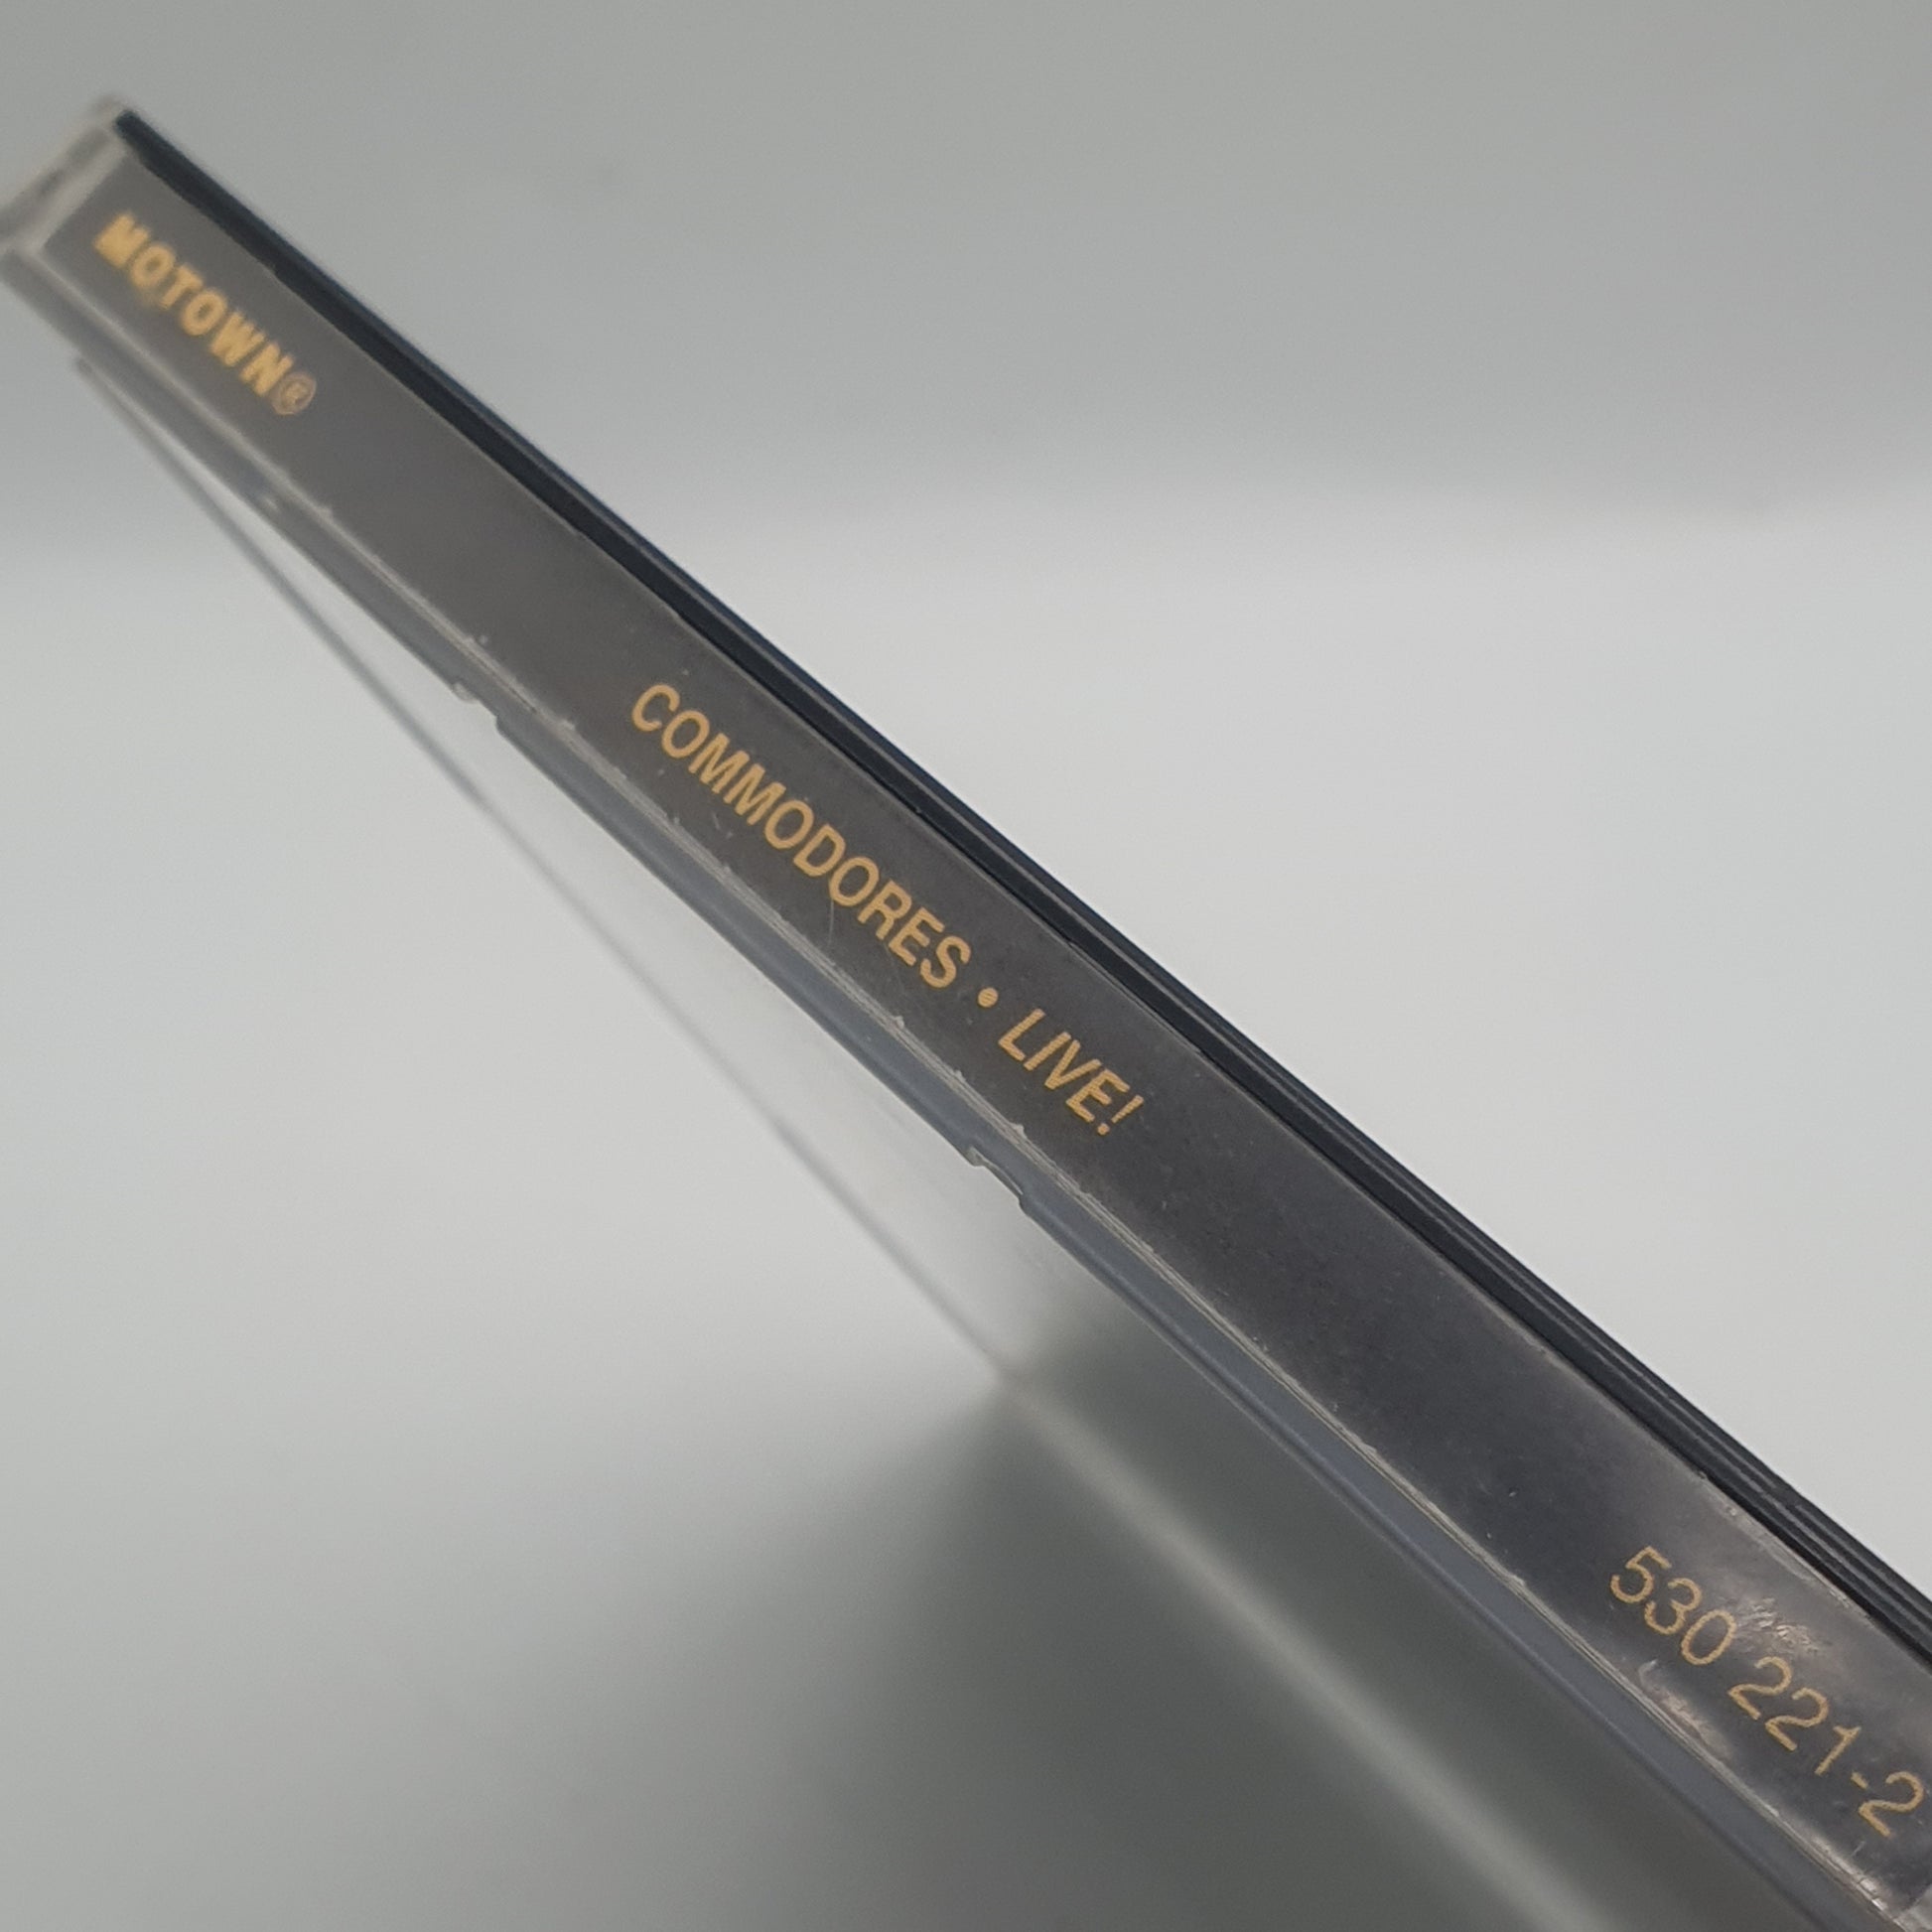 MOTOWN®
COMMODORES • LIVE!
530 221-2